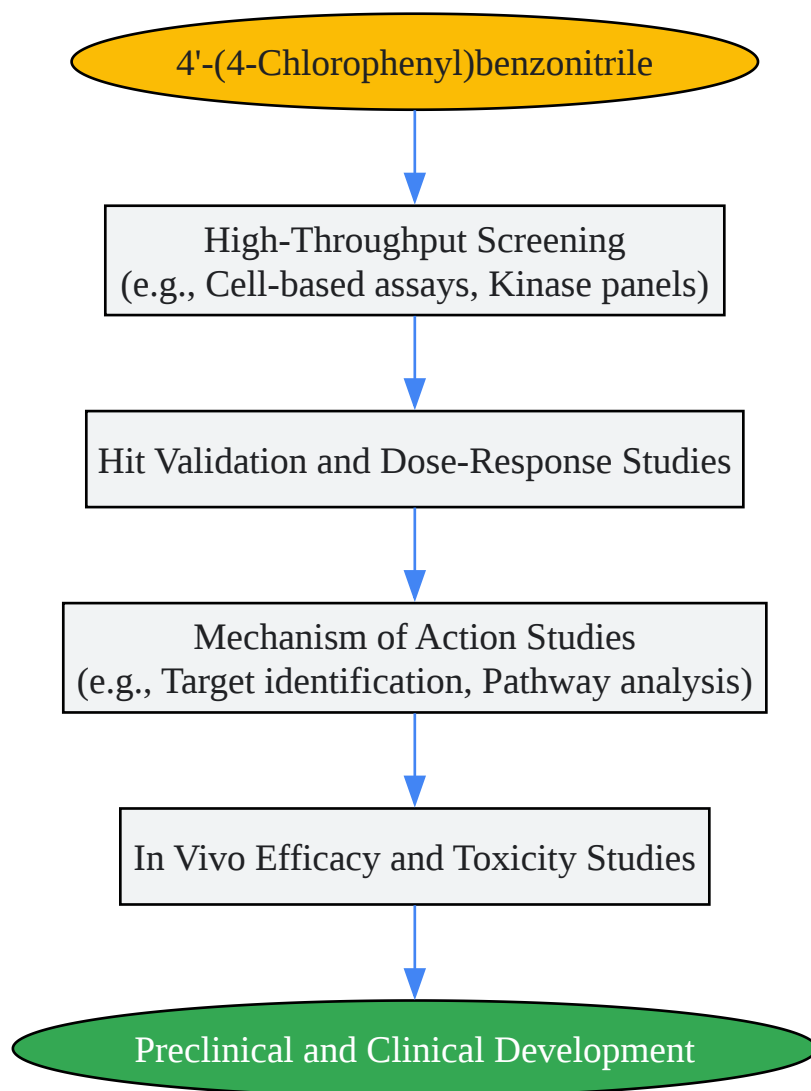 4'-(4-Chlorophenyl)benzonitrile
High-Throughput Screening
(e.g., Cell-based assays, Kinase panels)
Hit Validation and Dose-Response Studies
Mechanism of Action Studies
(e.g., Target identification, Pathway analysis)
In Vivo Efficacy and Toxicity Studies
Preclinical and Clinical Development